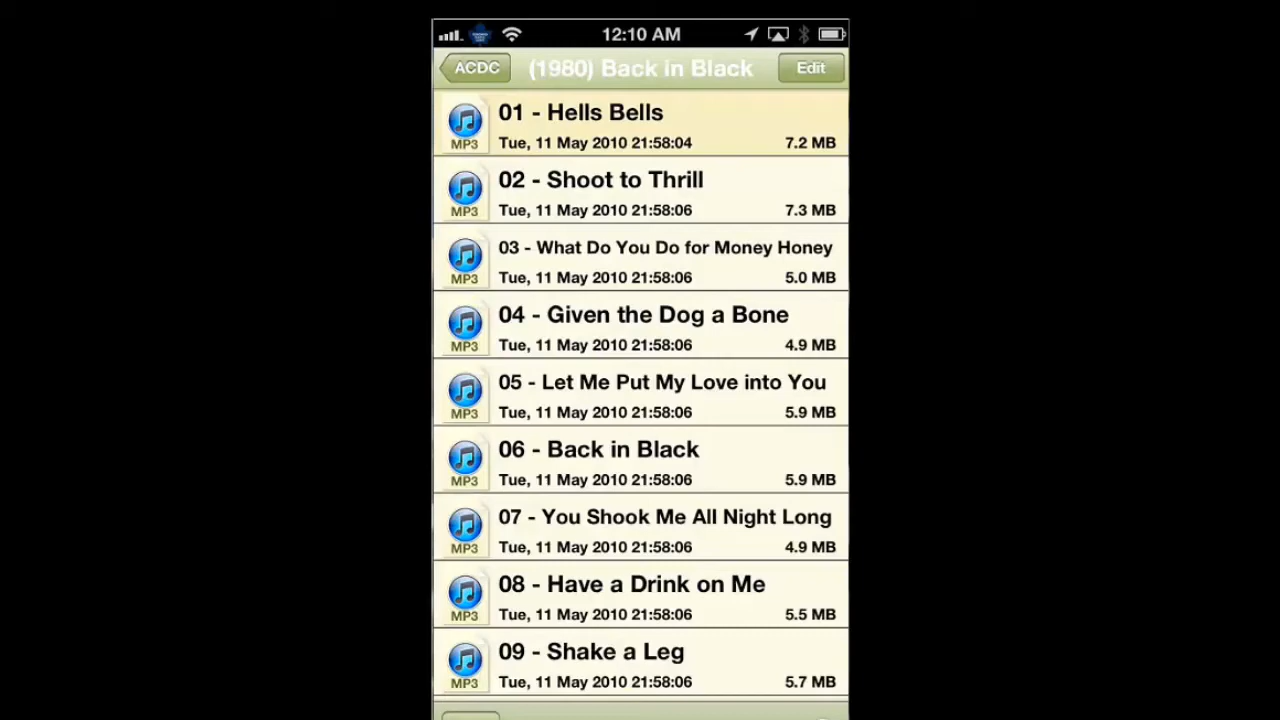 12:10 AM
ACDC
(1980) Back in Black
Edit
01 - Hells Bells
MP3
Tue, 11 May 2010 21:58:04
7.2 MB
02 - Shoot to Thrill
MP3
Tue, 11 May 2010 21:58:06
7.3 MB
03 - What Do You Do for Money Honey
MP3
Tue, 11 May 2010 21:58:06
5.0 MB
04 - Given the Dog a Bone
MP3
Tue, 11 May 2010 21:58:06
4.9 MB
05 - Let Me Put My Love into You
MP3
Tue, 11 May 2010 21:58:06
5.9 MB
06 - Back in Black
MP3
Tue, 11 May 2010 21:58:06
5.9 MB
07 - You Shook Me All Night Long
MP3
Tue, 11 May 2010 21:58:06
4.9 MB
08 - Have a Drink on Me
MP3
Tue, 11 May 2010 21:58:06
5.5 MB
09 - Shake a Leg
MP3
Tue, 11 May 2010 21:58:06
5.7 MB